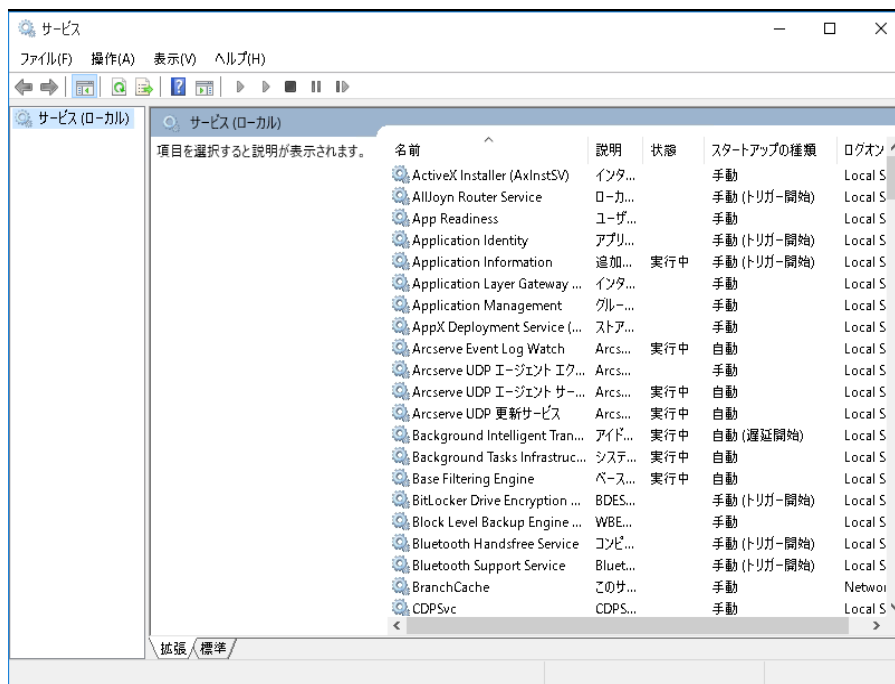 サービス
ファイル(F) 操作(A) 表示(V) ヘルプ(H)
サービス (ローカル)
サービス (ローカル)
項目を選択すると説明が表示されます。
名前 説明 状態 スタートアップの種類 ログオン
ActiveX Installer (AxInstSV) インタ... 手動 Local S
AllJoyn Router Service ローカ... 手動 (トリガー開始) Local S
App Readiness ユーザ... 手動 Local S
Application Identity アプリ... 手動 (トリガー開始) Local S
Application Information 追加... 実行中 手動 (トリガー開始) Local S
Application Layer Gateway ... インタ... 手動 Local S
Application Management グルー... 手動 Local S
AppX Deployment Service (... ストア... 手動 Local S
Arcserve Event Log Watch Arcs... 実行中 自動 Local S
Arcserve UDP エージェント エク... Arcs... 手動 Local S
Arcserve UDP エージェント サー... Arcs... 実行中 自動 Local S
Arcserve UDP 更新サービス Arcs... 実行中 自動 Local S
Background Intelligent Tran... アイド... 実行中 自動 (遅延開始) Local S
Background Tasks Infrastruc... システ... 実行中 自動 Local S
Base Filtering Engine ベース... 実行中 自動 Local S
BitLocker Drive Encryption ... BDES... 手動 (トリガー開始) Local S
Block Level Backup Engine ... WBE... 手動 Local S
Bluetooth Handsfree Service コンピ... 手動 (トリガー開始) Local S
Bluetooth Support Service Bluet... 手動 (トリガー開始) Local S
BranchCache このサ... 手動 Networ
CDPSvc CDPS... 手動 Local S
拡張 標準